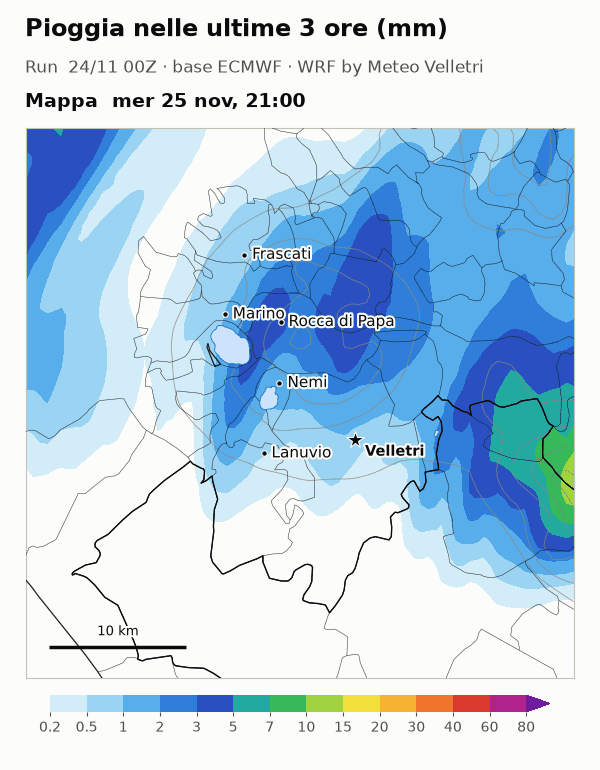 Pioggia nelle ultime 3 ore (mm)
Run 24/11 00Z · base ECMWF · WRF by Meteo Velletri
Mappa mer 25 nov, 21:00
Frascati
Marino
Rocca di Papa
Nemi
Velletri
Lanuvio
10 km
0.2 0.5 1 2 3 5 7 10 15 20 30 40 60 80